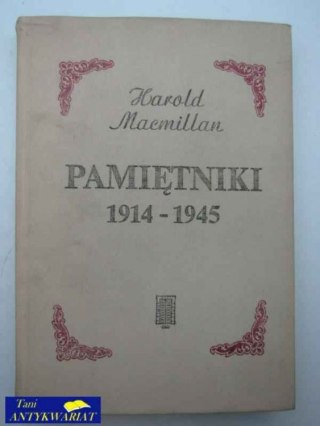 Harold
Macmillan
PAMIĘTNIKI
1914 - 1945
Tani
ANTYKWARIAT